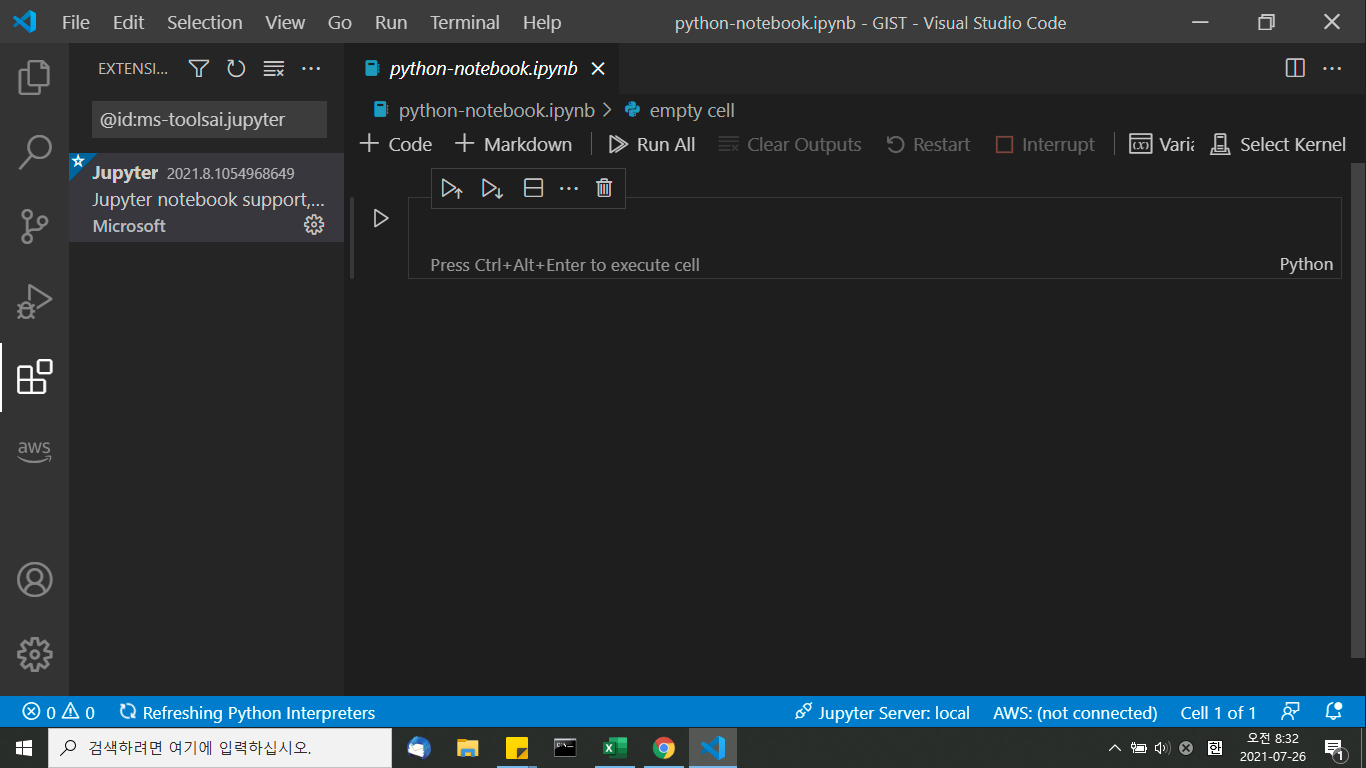 File Edit Selection View Go Run Terminal Help python-notebook.ipynb - GIST - Visual Studio Code
EXTENSI...
python-notebook.ipynb
@id:ms-toolsai.jupyter
python-notebook.ipynb > empty cell
+ Code + Markdown Run All Clear Outputs Restart Interrupt Varia Select Kernel
Jupyter 2021.8.1054968649
Jupyter notebook support,...
Microsoft
Press Ctrl+Alt+Enter to execute cell
Python
aws
0 0 Refreshing Python Interpreters Jupyter Server: local AWS: (not connected) Cell 1 of 1
검색하려면 여기에 입력하십시오.
한
오전 8:32
2021-07-26
1